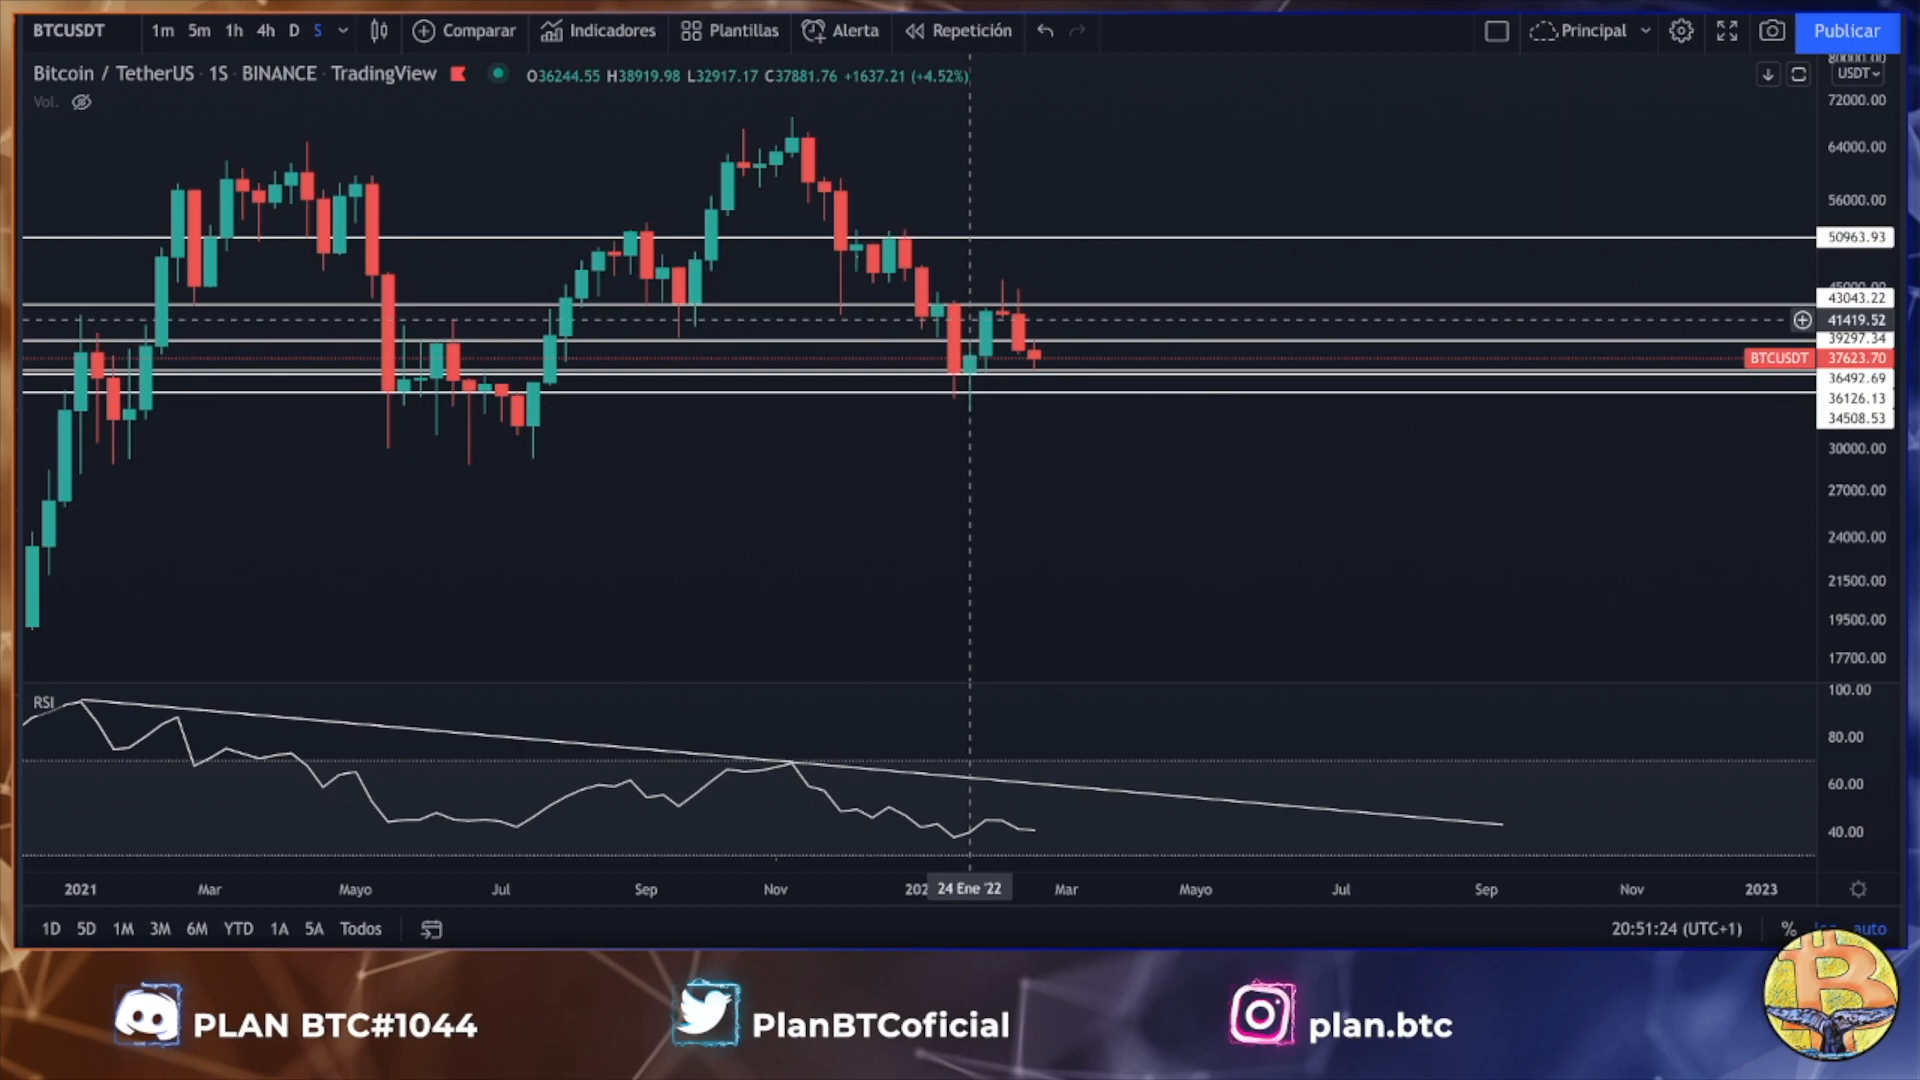 BTCUSDT 1m 5m 1h 4h D S Comparar Indicadores Plantillas Alerta Repetición Principal Publicar
Bitcoin / TetherUS · 1S · BINANCE · TradingView O36244.55 H38919.98 L32917.17 C37881.76 +1637.21 (+4.52%)
USDT
Vol.
80000.00
72000.00
64000.00
56000.00
50963.93
45000.00
43043.22
41419.52
39297.34
BTCUSDT 37623.70
36492.69
36126.13
34508.53
30000.00
27000.00
24000.00
21500.00
19500.00
17700.00
RSI
100.00
80.00
60.00
40.00
2021 Mar Mayo Jul Sep Nov 24 Ene '22 Mar Mayo Jul Sep Nov 2023
1D 5D 1M 3M 6M YTD 1A 5A Todos 20:51:24 (UTC+1) % auto
PLAN BTC#1044 PlanBTCoficial plan.btc